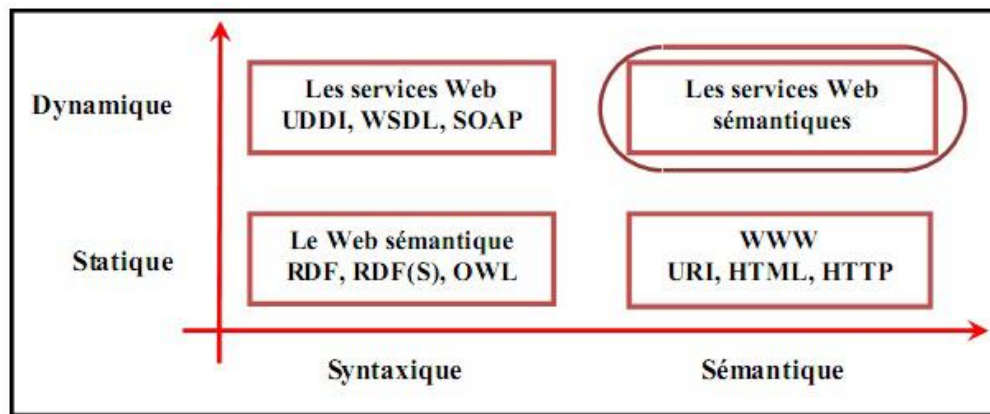 Dynamique
Les services Web
UDDI, WSDL, SOAP
Les services Web
sémantiques
Statique
Le Web sémantique
RDF, RDF(S), OWL
WWW
URI, HTML, HTTP
Syntaxique
Sémantique